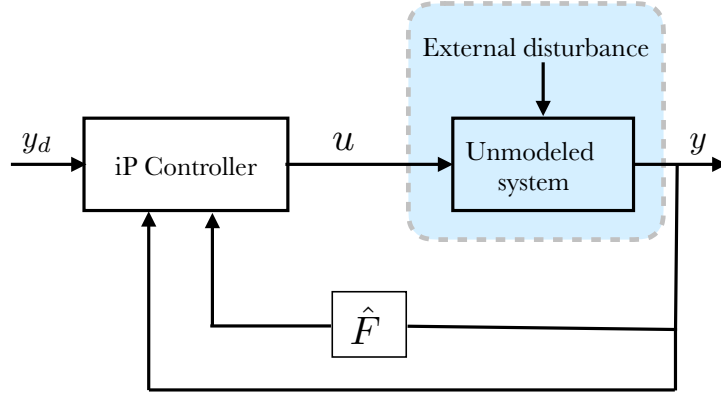 External disturbance
y_d
iP Controller
u
Unmodeled
system
y
F̂